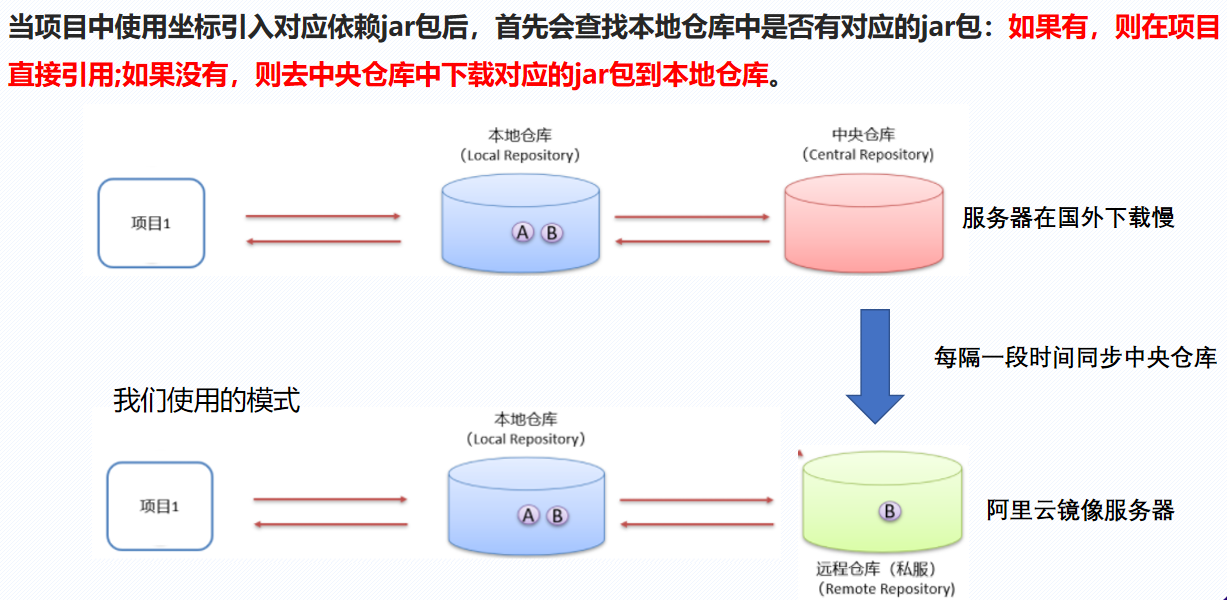 当项目中使用坐标引入对应依赖jar包后，首先会查找本地仓库中是否有对应的jar包：如果有，则在项目
直接引用;如果没有，则去中央仓库中下载对应的jar包到本地仓库。
本地仓库
（Local Repository）
中央仓库
（Central Repository)
项目1
A B
服务器在国外下载慢
每隔一段时间同步中央仓库
我们使用的模式
本地仓库
（Local Repository）
项目1
A B
B
阿里云镜像服务器
远程仓库（私服）
（Remote Repository)